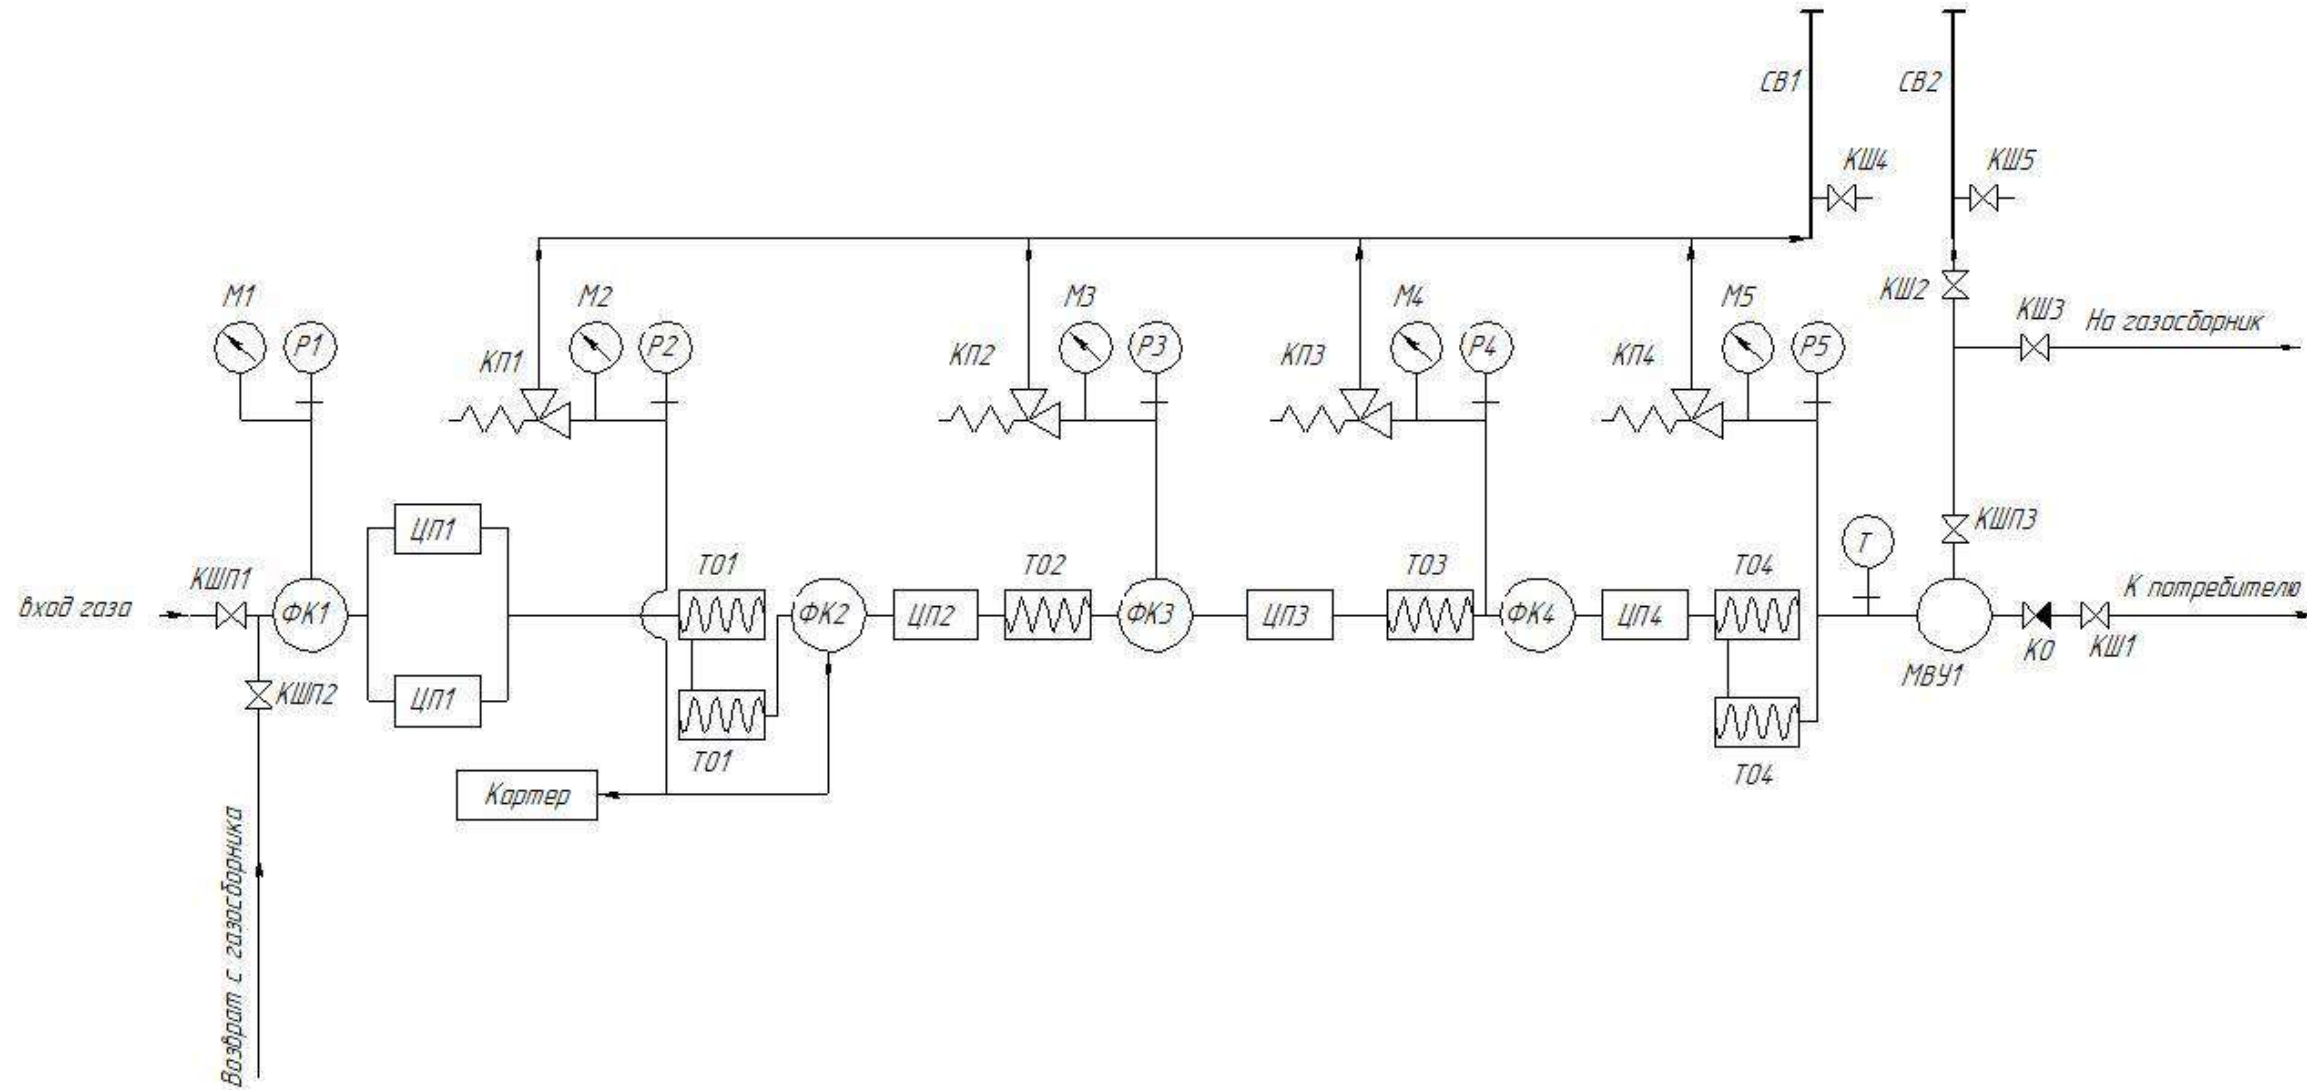 СВ1
СВ2
КШ4
КШ5
М1
М2
М3
М4
М5
КШ2
КШ3
На газосборник
Р1
КП1
Р2
КП2
Р3
КП3
Р4
КП4
Р5
ЦП1
КШП3
Т
КШП1
ТО1
ТО2
ТО3
ТО4
вход газа
ФК1
ФК2
ЦП2
ФК3
ЦП3
ФК4
ЦП4
К потребителю
КО
КШ1
МВУ1
КШП2
ЦП1
ТО1
ТО4
Картер
Возврат с газосборника